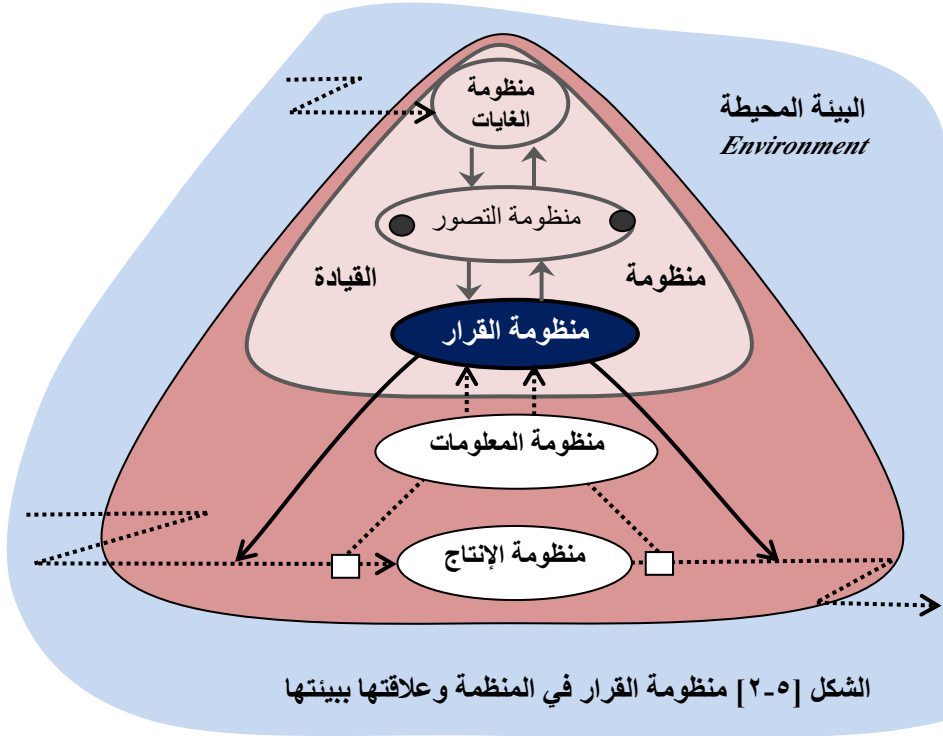 منظومة
الغايات
البيئة المحيطة
Environment
منظومة التصور
منظومة
القيادة
منظومة القرار
منظومة المعلومات
منظومة الإنتاج
الشكل [٥-٢] منظومة القرار في المنظمة وعلاقتها ببيئتها